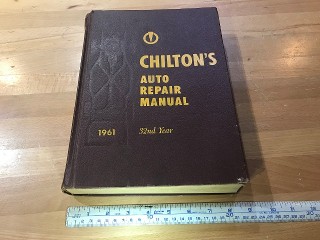 CHILTON'S
AUTO
REPAIR
MANUAL
1961
32nd Year